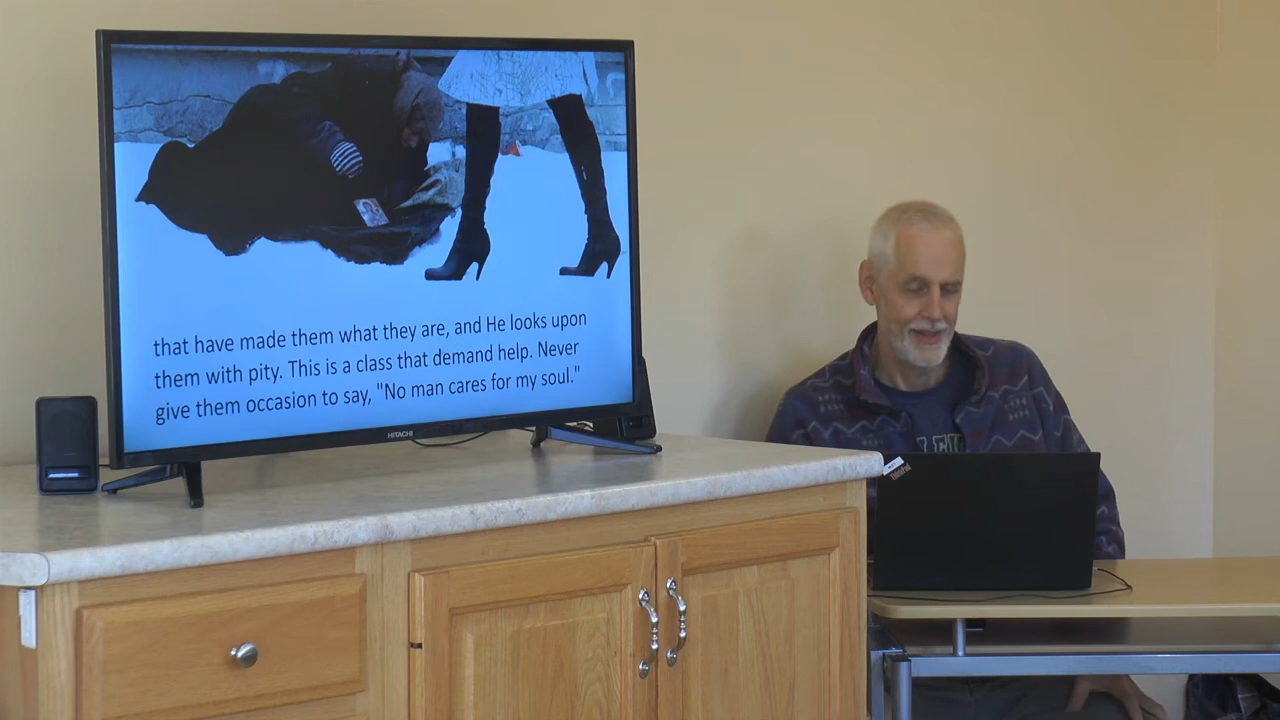 that have made them what they are, and He looks upon
them with pity. This is a class that demand help. Never
give them occasion to say, "No man cares for my soul."
HITACHI
ThinkPad